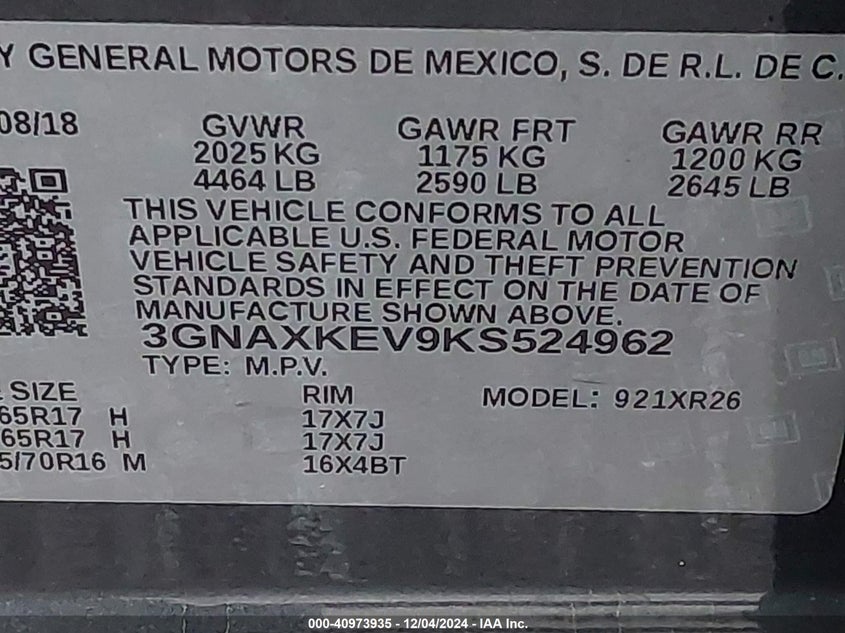 Y GENERAL MOTORS DE MEXICO, S. DE R.L. DE C.
08/18 GVWR GAWR FRT GAWR RR
2025 KG 1175 KG 1200 KG
4464 LB 2590 LB 2645 LB
THIS VEHICLE CONFORMS TO ALL
APPLICABLE U.S. FEDERAL MOTOR
VEHICLE SAFETY AND THEFT PREVENTION
STANDARDS IN EFFECT ON THE DATE OF
MANUFACTURE SHOWN ABOVE.
3GNAXKEV9KS524962
TYPE: M.P.V.
SIZE RIM MODEL: 921XR26
65R17 H 17X7J
65R17 H 17X7J
5/70R16 M 16X4BT
000-40973935 - 12/04/2024 - IAA Inc.